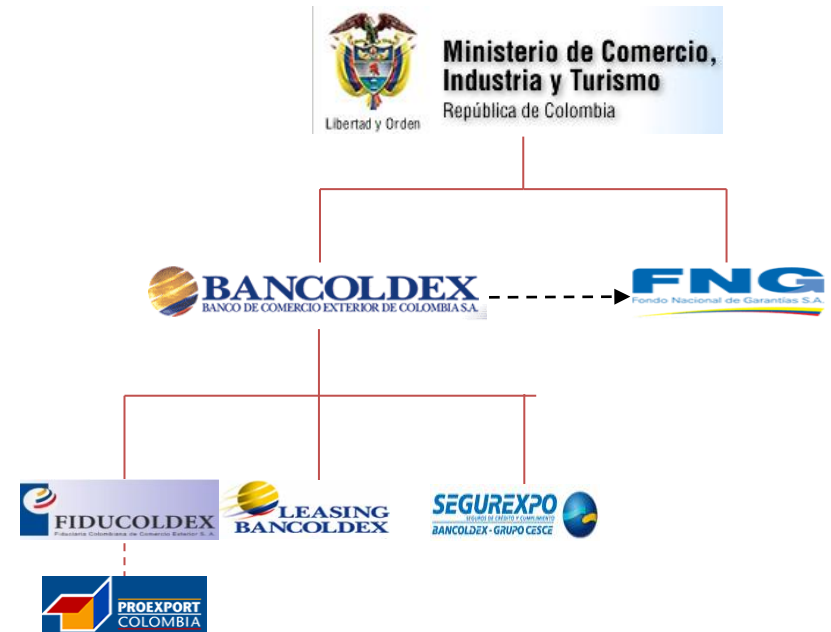 Ministerio de Comercio,
Industria y Turismo
República de Colombia
Libertad y Orden
BANCOLDEX
BANCO DE COMERCIO EXTERIOR DE COLOMBIA S.A.
FNG
Fondo Nacional de Garantías S.A.
FIDUCOLDEX
Fiduciaria Colombiana de Comercio Exterior S. A.
LEASING
BANCOLDEX
SEGUREXPO
SEGUROS DE CRÉDITO Y CUMPLIMIENTO
BANCOLDEX - GRUPO CESCE
PROEXPORT
COLOMBIA